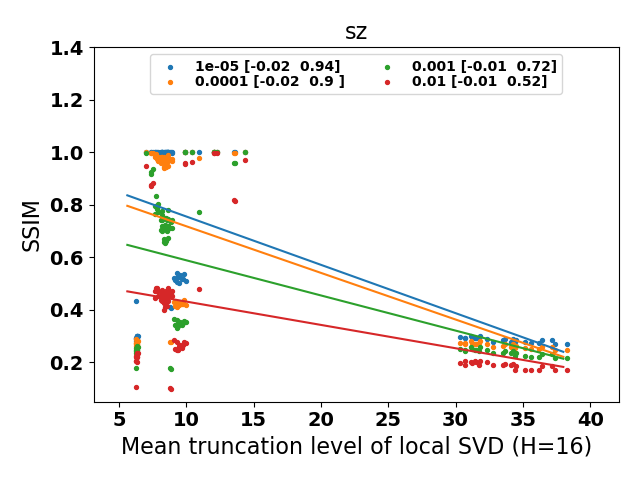 sz
1.4
1.2
1.0
0.8
0.6
0.4
0.2
SSIM
1e-05 [-0.02  0.94]
0.0001 [-0.02  0.9 ]
0.001 [-0.01  0.72]
0.01 [-0.01  0.52]
5 10 15 20 25 30 35 40
Mean truncation level of local SVD (H=16)